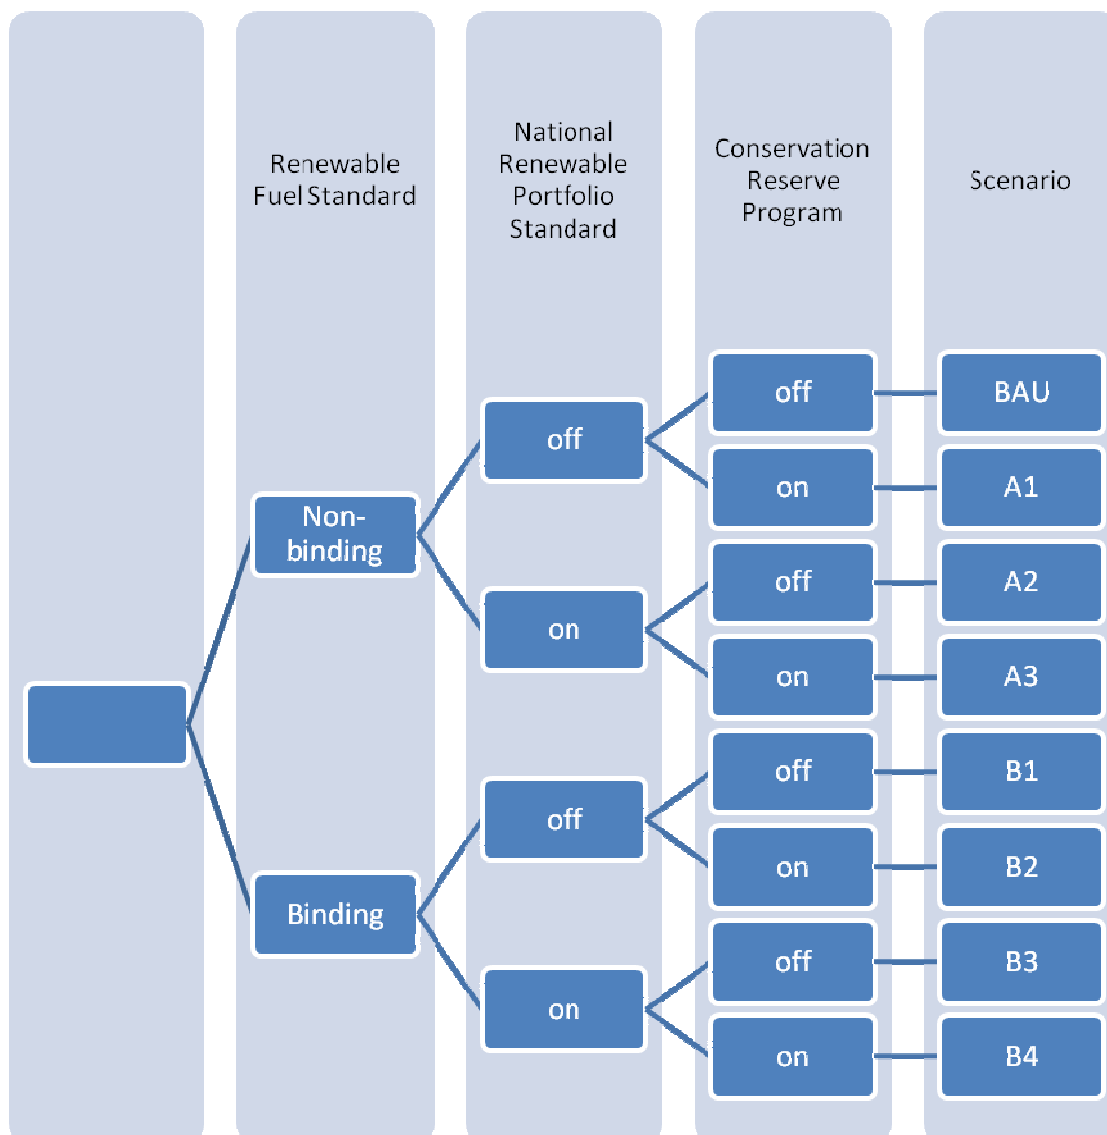 Renewable
Fuel Standard
National
Renewable
Portfolio
Standard
Conservation
Reserve
Program
Scenario
Non-
binding
Binding
off
on
off
on
off
on
off
on
off
on
off
on
BAU
A1
A2
A3
B1
B2
B3
B4